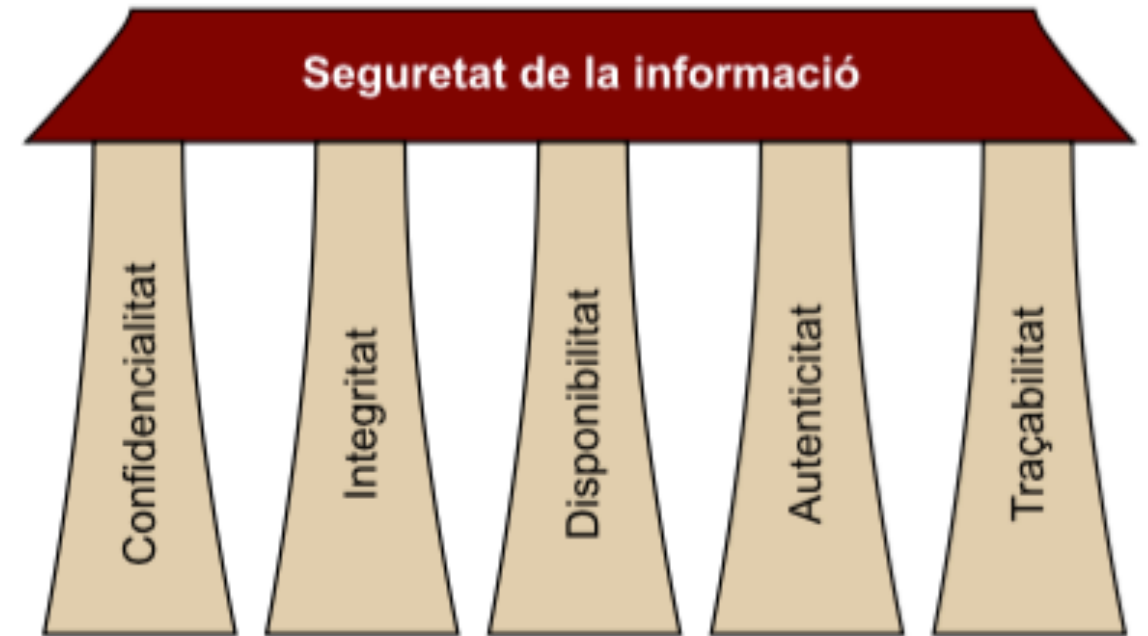 Seguretat de la informació
Confidencialitat
Integritat
Disponibilitat
Autenticitat
Traçabilitat